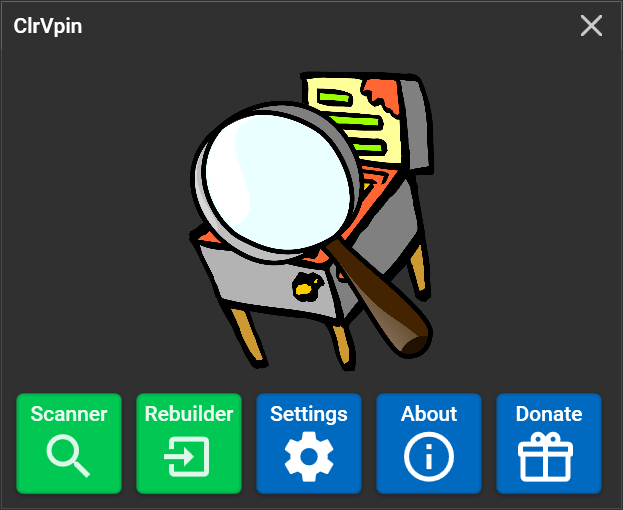 ClrVpin
Scanner
Rebuilder
Settings
About
Donate